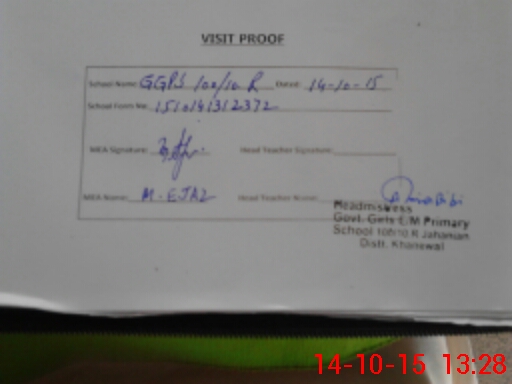 VISIT PROOF
School Name: GGPS 100/10 R Dated: 14-10-15
School Form No: 151014131 2372
MEA Signature: Head Teacher Signature:
MEA Name: M. EJAZ Head Teacher Name:
Headmistress
Govt. Girls E/M Primary
School 100/10 R Jahanian
Distt. Khanewal
14-10-15 13:28